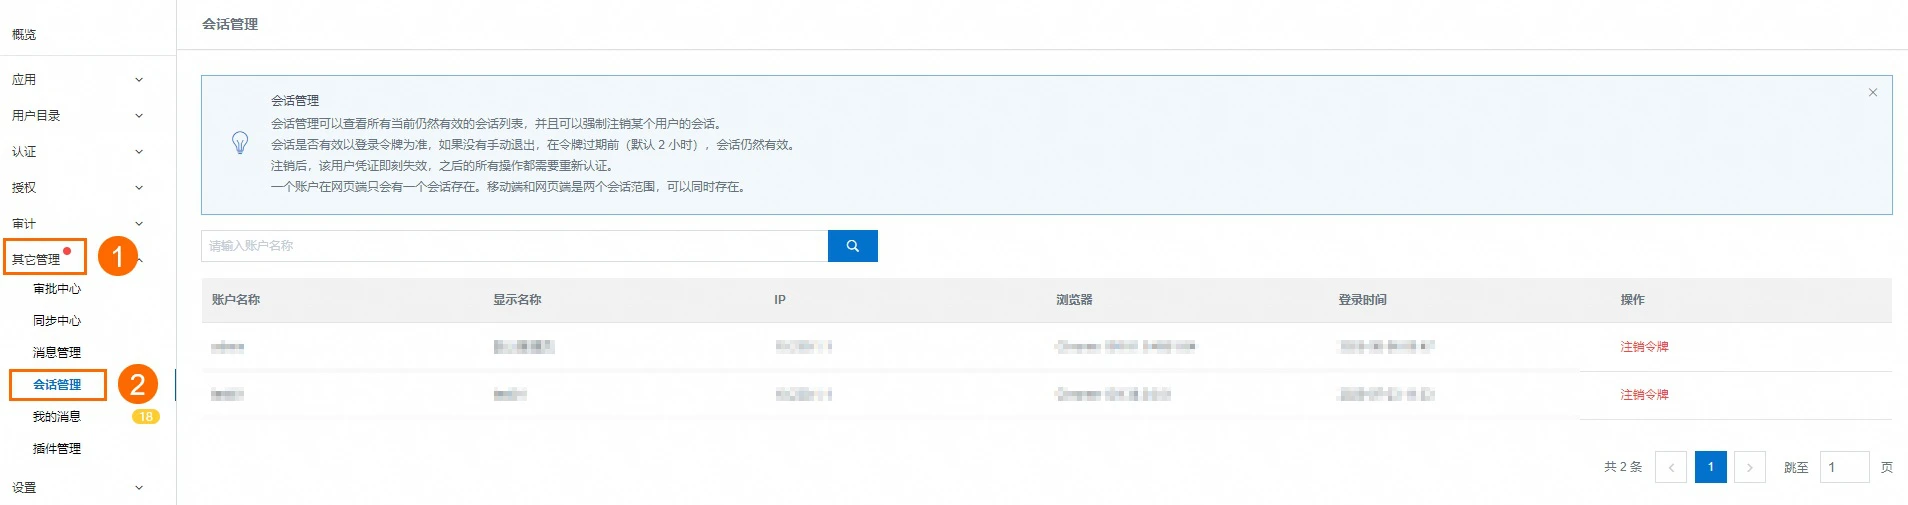 概览
应用
用户目录
认证
授权
审计
其它管理
1
审批中心
同步中心
消息管理
会话管理
2
我的消息
18
插件管理
设置
会话管理
会话管理
会话管理可以查看所有当前仍然有效的会话列表，并且可以强制注销某个用户的会话。
会话是否有效以登录令牌为准，如果没有手动退出，在令牌过期前（默认 2 小时），会话仍然有效。
注销后，该用户凭证即刻失效，之后的所有操作都需要重新认证。
一个账户在网页端只会有一个会话存在。移动端和网页端是两个会话范围，可以同时存在。
请输入账户名称
账户名称 显示名称 IP 浏览器 登录时间 操作
注销令牌
注销令牌
共 2 条 1 跳至 1 页